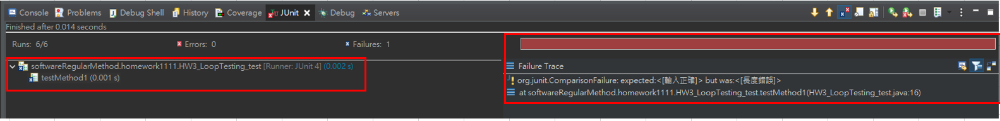 Console Problems Debug Shell History Coverage JUnit Debug Servers
Finished after 0.014 seconds
Runs: 6/6 Errors: 0 Failures: 1
softwareRegularMethod.homework1111.HW3_LoopTesting_test [Runner: JUnit 4] (0.002 s)
testMethod1 (0.001 s)
Failure Trace
org.junit.ComparisonFailure: expected:<[輸入正確]> but was:<[長度錯誤]>
at softwareRegularMethod.homework1111.HW3_LoopTesting_test.testMethod1(HW3_LoopTesting_test.java:16)